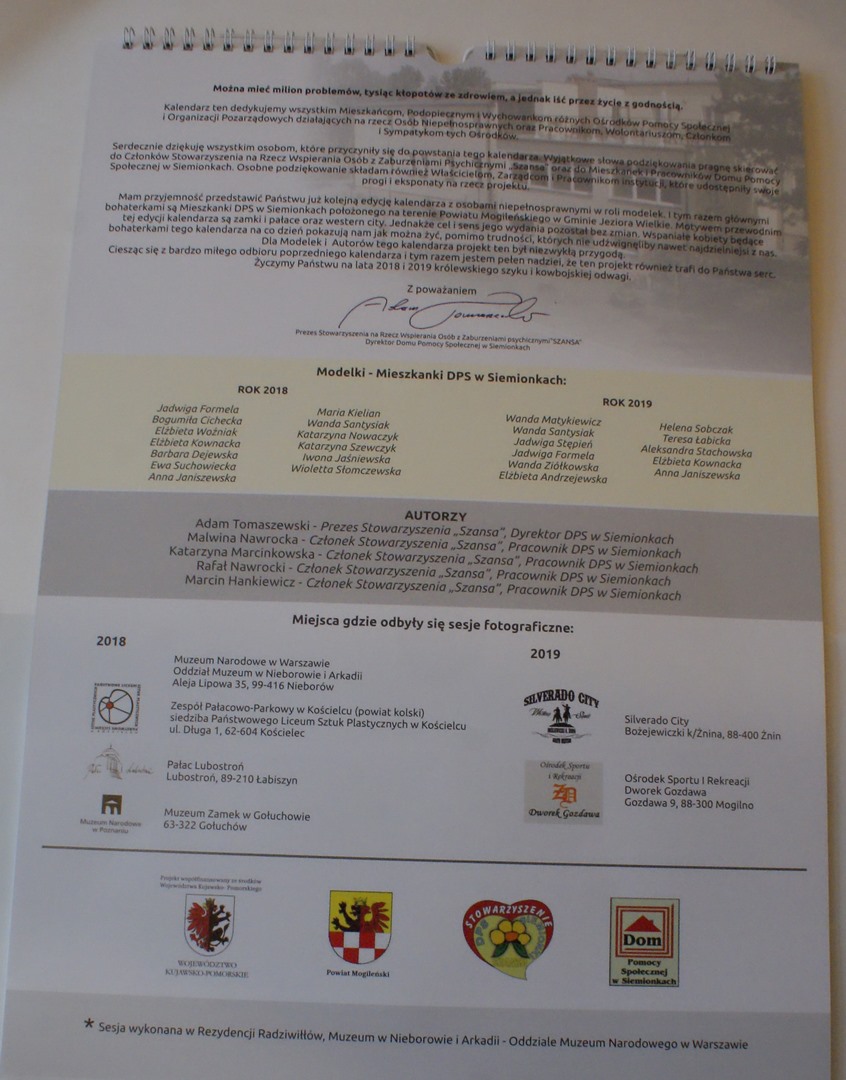 Można mieć milion problemów, tysiąc kłopotów ze zdrowiem, a jednak iść przez życie z godnością.
Kalendarz ten dedykujemy wszystkim Mieszkańcom, Podopiecznym i Wychowankom różnych Ośrodków Pomocy Społecznej
i Organizacji Pozarządowych działających na rzecz Osób Niepełnosprawnych oraz Pracownikom, Wolontariuszom, Członkom
i Sympatykom tych Ośrodków.
Serdecznie dziękuję wszystkim osobom, które przyczyniły się do powstania tego kalendarza. Wyjątkowe słowa podziękowania pragnę skierować
do Członków Stowarzyszenia na Rzecz Wspierania Osób z Zaburzeniami Psychicznymi „Szansa" oraz do Mieszkanek i Pracowników Domu Pomocy
Społecznej w Siemionkach. Osobne podziękowanie składam również Właścicielom, Zarządcom i Pracownikom instytucji, które udostępniły swoje
progi i eksponaty na rzecz projektu.
Mam przyjemność przedstawić Państwu już kolejną edycję kalendarza z osobami niepełnosprawnymi w roli modelek. I tym razem głównymi
bohaterkami są Mieszkanki DPS w Siemionkach położonego na terenie Powiatu Mogileńskiego w Gminie Jeziora Wielkie. Motywem przewodnim
tej edycji kalendarza są zamki i pałace oraz western city. Jednakże cel i sens jego wydania pozostał bez zmian. Wspaniałe kobiety będące
bohaterkami tego kalendarza na co dzień pokazują nam jak można żyć, pomimo trudności, których nie udźwignęliby nawet najdzielniejsi z nas.
Dla Modelek i Autorów tego kalendarza projekt ten był niezwykłą przygodą.
Ciesząc się z bardzo miłego odbioru poprzedniego kalendarza i tym razem jestem pełen nadziei, że ten projekt również trafi do Państwa serc.
Życzymy Państwu na lata 2018 i 2019 królewskiego szyku i kowbojskiej odwagi.
Z poważaniem
Prezes Stowarzyszenia na Rzecz Wspierania Osób z Zaburzeniami psychicznymi"SZANSA"
Dyrektor Domu Pomocy Społecznej w Siemionkach
Modelki - Mieszkanki DPS w Siemionkach:
ROK 2018
Jadwiga Formela
Bogumiła Cichecka
Elżbieta Woźniak
Elżbieta Kownacka
Barbara Dejewska
Ewa Suchowiecka
Anna Janiszewska
Maria Kielian
Wanda Santysiak
Katarzyna Nowaczyk
Katarzyna Szewczyk
Iwona Jaśniewska
Wioletta Słomczewska
ROK 2019
Wanda Matykiewicz
Wanda Santysiak
Jadwiga Stępień
Jadwiga Formela
Wanda Ziółkowska
Elżbieta Andrzejewska
Helena Sobczak
Teresa Łabicka
Aleksandra Stachowska
Elżbieta Kownacka
Anna Janiszewska
AUTORZY
Adam Tomaszewski - Prezes Stowarzyszenia „Szansa", Dyrektor DPS w Siemionkach
Malwina Nawrocka - Członek Stowarzyszenia „Szansa", Pracownik DPS w Siemionkach
Katarzyna Marcinkowska - Członek Stowarzyszenia „Szansa", Pracownik DPS w Siemionkach
Rafał Nawrocki - Członek Stowarzyszenia „Szansa", Pracownik DPS w Siemionkach
Marcin Hankiewicz - Członek Stowarzyszenia „Szansa", Pracownik DPS w Siemionkach
Miejsca gdzie odbyły się sesje fotograficzne:
2018
Muzeum Narodowe w Warszawie
Oddział Muzeum w Nieborowie i Arkadii
Aleja Lipowa 35, 99-416 Nieborów
Zespół Pałacowo-Parkowy w Kościelcu (powiat kolski)
siedziba Państwowego Liceum Sztuk Plastycznych w Kościelcu
ul. Długa 1, 62-604 Kościelec
Pałac Lubostroń
Lubostroń, 89-210 Łabiszyn
Muzeum Narodowe
w Poznaniu
Muzeum Zamek w Gołuchowie
63-322 Gołuchów
2019
SILVERADO CITY
Silverado City
Bożejewiczki k/Żnina, 88-400 Żnin
Ośrodek Sportu
i Rekreacji
Dworek Gozdawa
Ośrodek Sportu I Rekreacji
Dworek Gozdawa
Gozdawa 9, 88-300 Mogilno
Projekt współfinansowany ze środków
Województwa Kujawsko- Pomorskiego
WOJEWÓDZTWO
KUJAWSKO-POMORSKIE
Powiat Mogileński
STOWARZYSZENIE
DPS
Dom
Pomocy
Społecznej
w Siemionkach
* Sesja wykonana w Rezydencji Radziwiłłów, Muzeum w Nieborowie i Arkadii - Oddziale Muzeum Narodowego w Warszawie